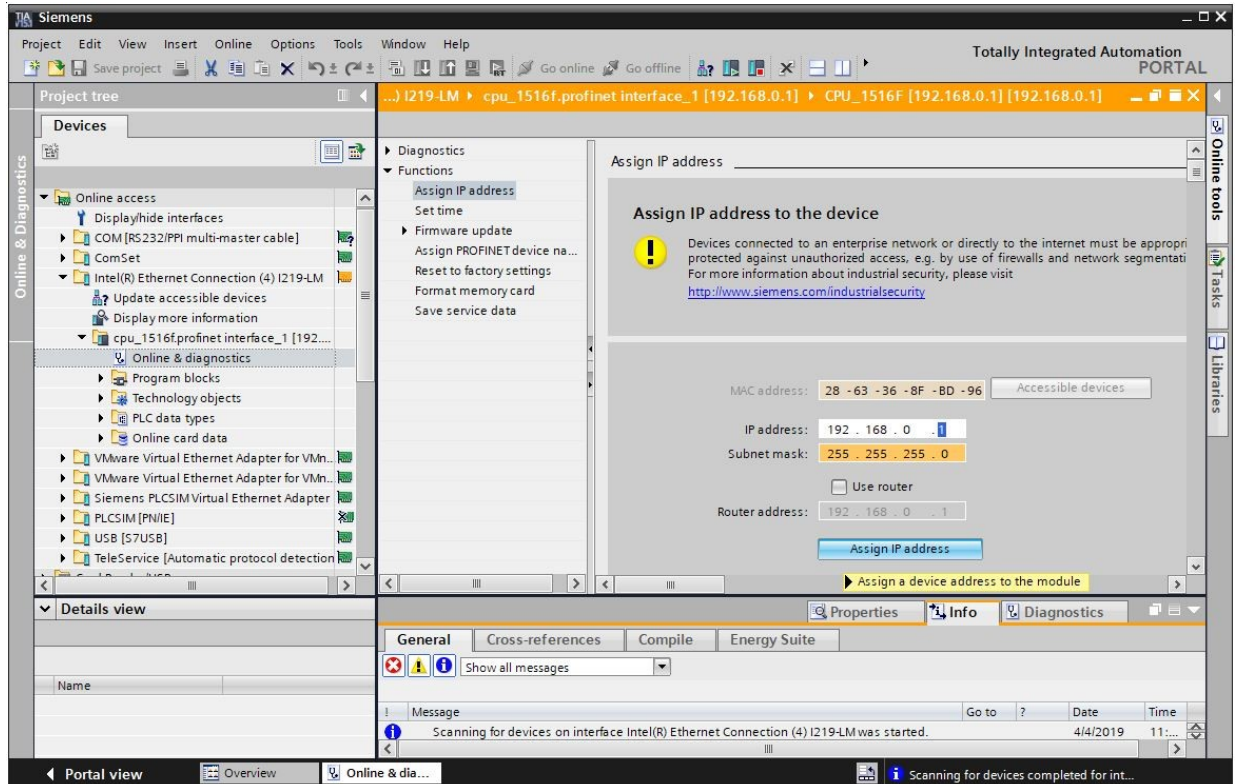 Siemens
Project Edit View Insert Online Options Tools Window Help
Totally Integrated Automation
PORTAL
Save project Go online Go offline
Project tree
...) I219-LM ▸ cpu_1516f.profinet interface_1 [192.168.0.1] ▸ CPU_1516F [192.168.0.1] [192.168.0.1]
Devices
Online & Diagnostics
Online access
Display/hide interfaces
COM [RS232/PPI multi-master cable]
ComSet
Intel(R) Ethernet Connection (4) I219-LM
Update accessible devices
Display more information
cpu_1516f.profinet interface_1 [192....
Online & diagnostics
Program blocks
Technology objects
PLC data types
Online card data
VMware Virtual Ethernet Adapter for VMn..
VMware Virtual Ethernet Adapter for VMn..
Siemens PLCSIM Virtual Ethernet Adapter
PLCSIM [PN/IE]
USB [S7USB]
TeleService [Automatic protocol detection
Details view
Name
Diagnostics
Functions
Assign IP address
Set time
Firmware update
Assign PROFINET device na...
Reset to factory settings
Format memory card
Save service data
Assign IP address
Assign IP address to the device
Devices connected to an enterprise network or directly to the internet must be appropri
protected against unauthorized access, e.g. by use of firewalls and network segmentati
For more information about industrial security, please visit
http://www.siemens.com/industrialsecurity
MAC address: 28 -63 -36 -8F -BD -96 Accessible devices
IP address: 192 . 168 . 0 . 1
Subnet mask: 255 . 255 . 255 . 0
Use router
Router address: 192 . 168 . 0 . 1
Assign IP address
Assign a device address to the module
Properties Info Diagnostics
General Cross-references Compile Energy Suite
Show all messages
! Message Go to ? Date Time
Scanning for devices on interface Intel(R) Ethernet Connection (4) I219-LM was started. 4/4/2019 11:...
Online tools
Tasks
Libraries
Portal view Overview Online & dia... Scanning for devices completed for int...